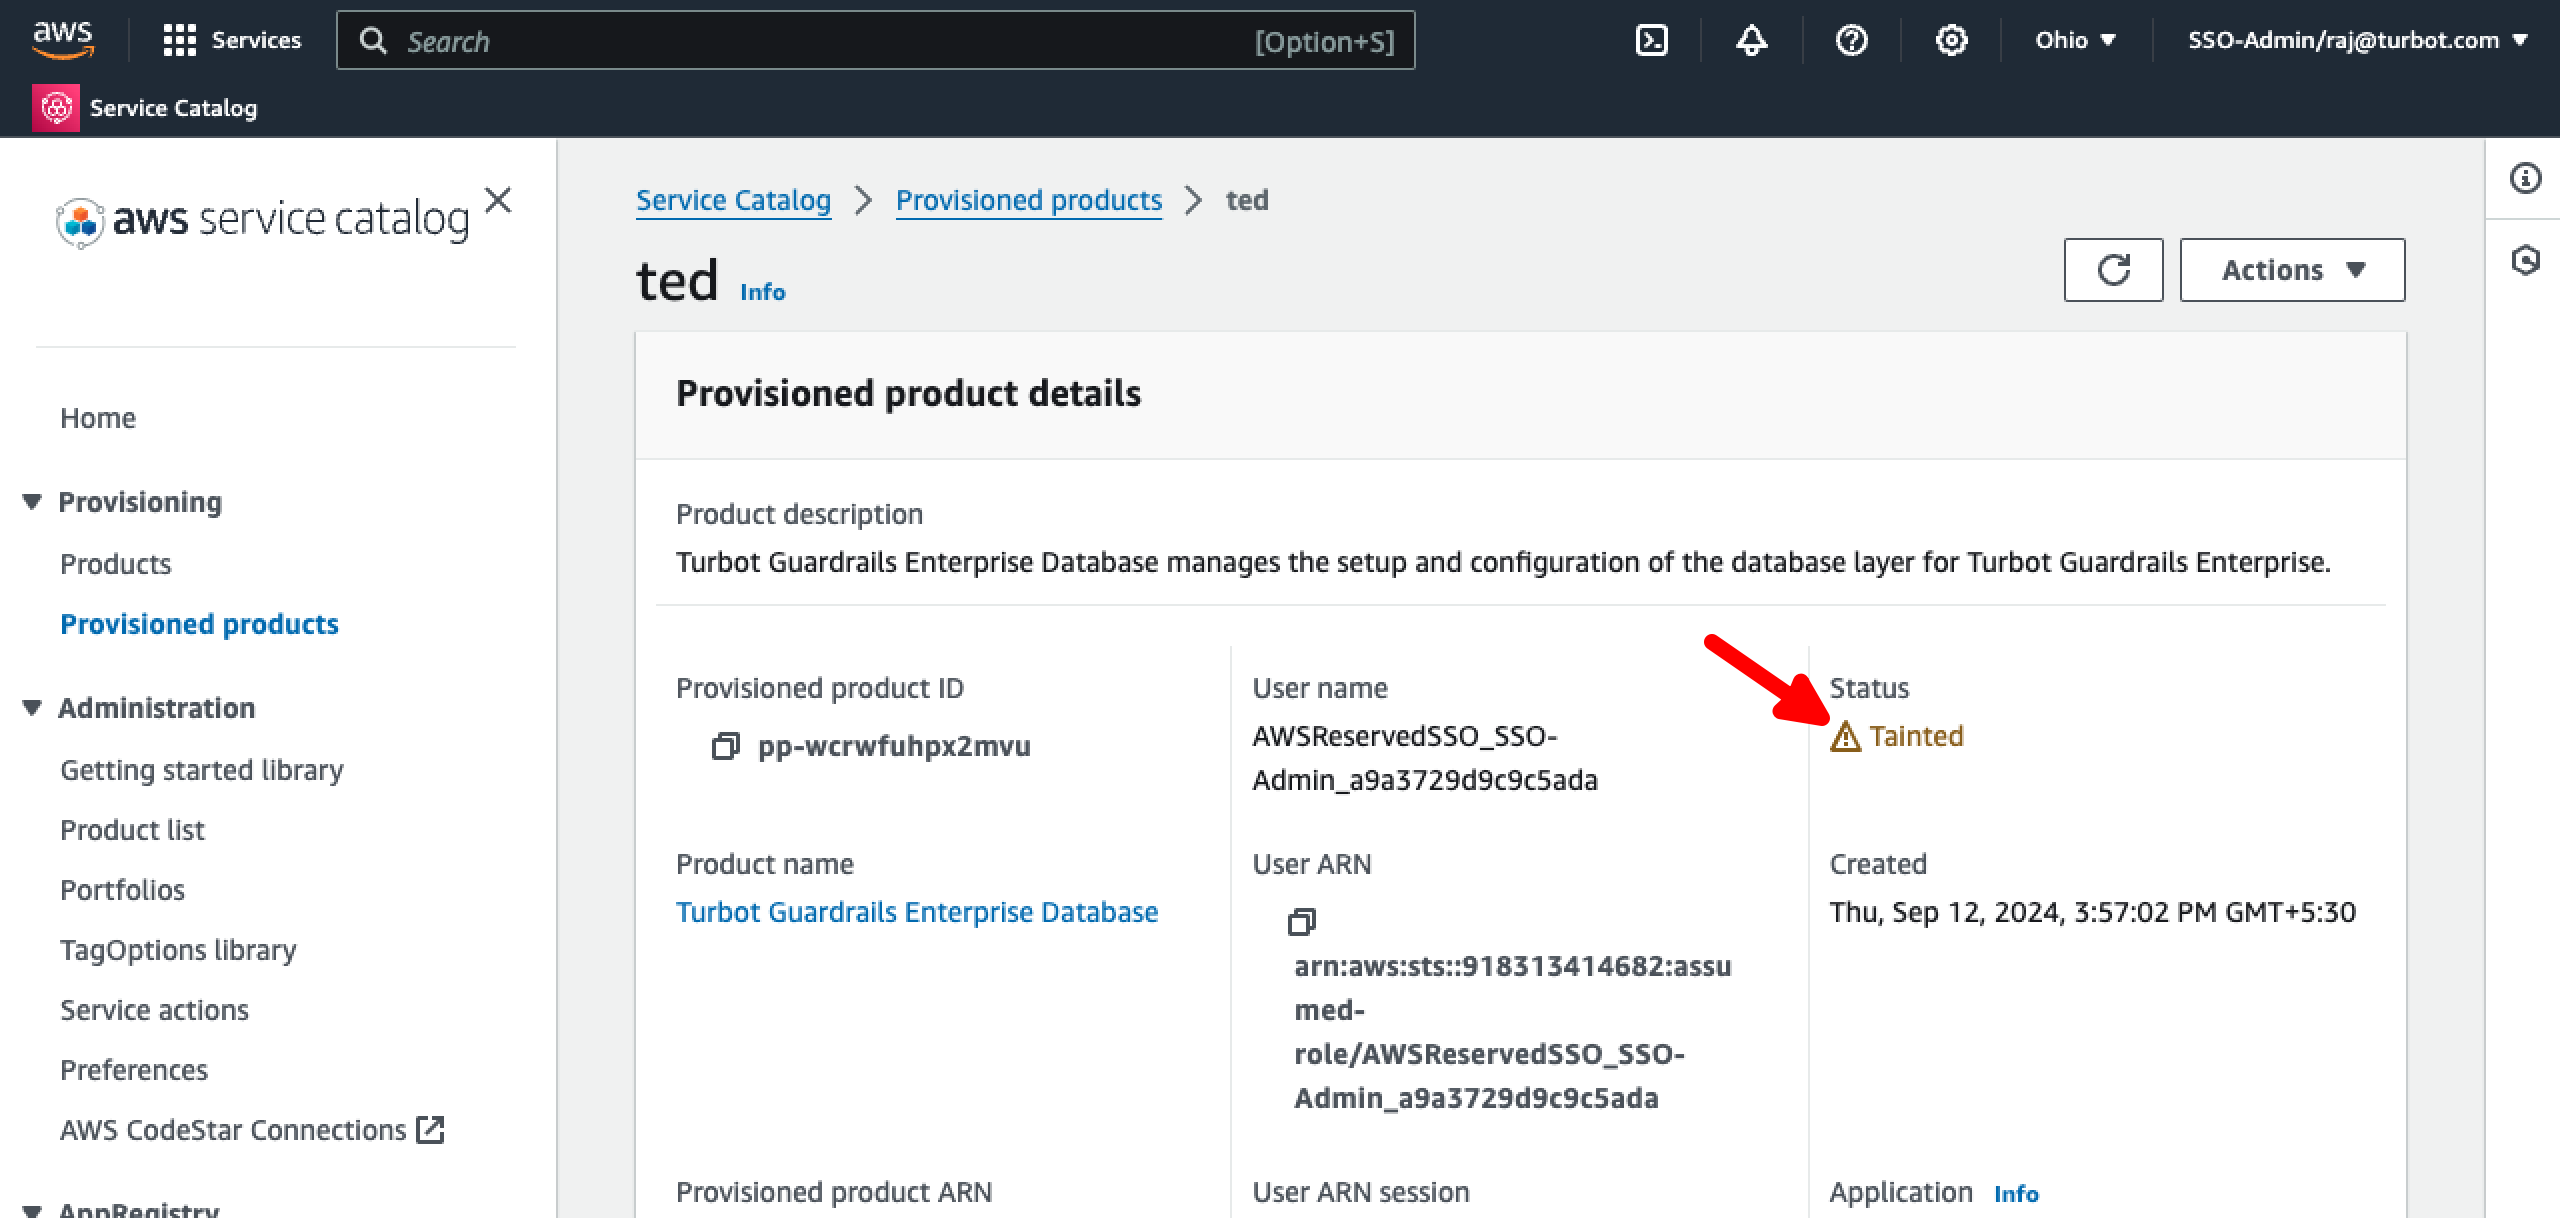 aws
Services
Search
[Option+S]
Ohio
SSO-Admin/raj@turbot.com
Service Catalog
aws service catalog
Home
Provisioning
Products
Provisioned products
Administration
Getting started library
Product list
Portfolios
TagOptions library
Service actions
Preferences
AWS CodeStar Connections
AppRegistry
Service Catalog
Provisioned products
ted
ted
Info
Actions
Provisioned product details
Product description
Turbot Guardrails Enterprise Database manages the setup and configuration of the database layer for Turbot Guardrails Enterprise.
Provisioned product ID
pp-wcrwfuhpx2mvu
Product name
Turbot Guardrails Enterprise Database
Provisioned product ARN
User name
AWSReservedSSO_SSO-
Admin_a9a3729d9c9c5ada
User ARN
arn:aws:sts::918313414682:assu
med-
role/AWSReservedSSO_SSO-
Admin_a9a3729d9c9c5ada
User ARN session
Status
Tainted
Created
Thu, Sep 12, 2024, 3:57:02 PM GMT+5:30
Application
Info